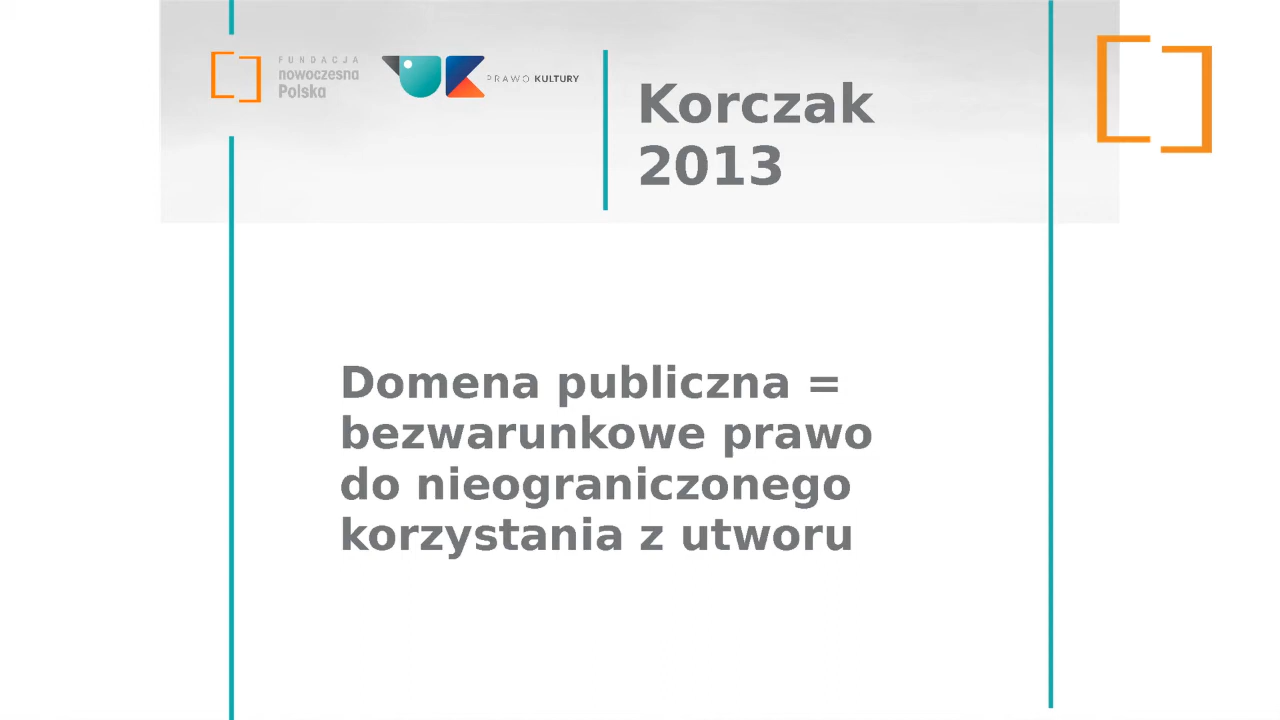 FUNDACJA
nowoczesna
Polska
PRAWO KULTURY
Korczak
2013
Domena publiczna =
bezwarunkowe prawo
do nieograniczonego
korzystania z utworu